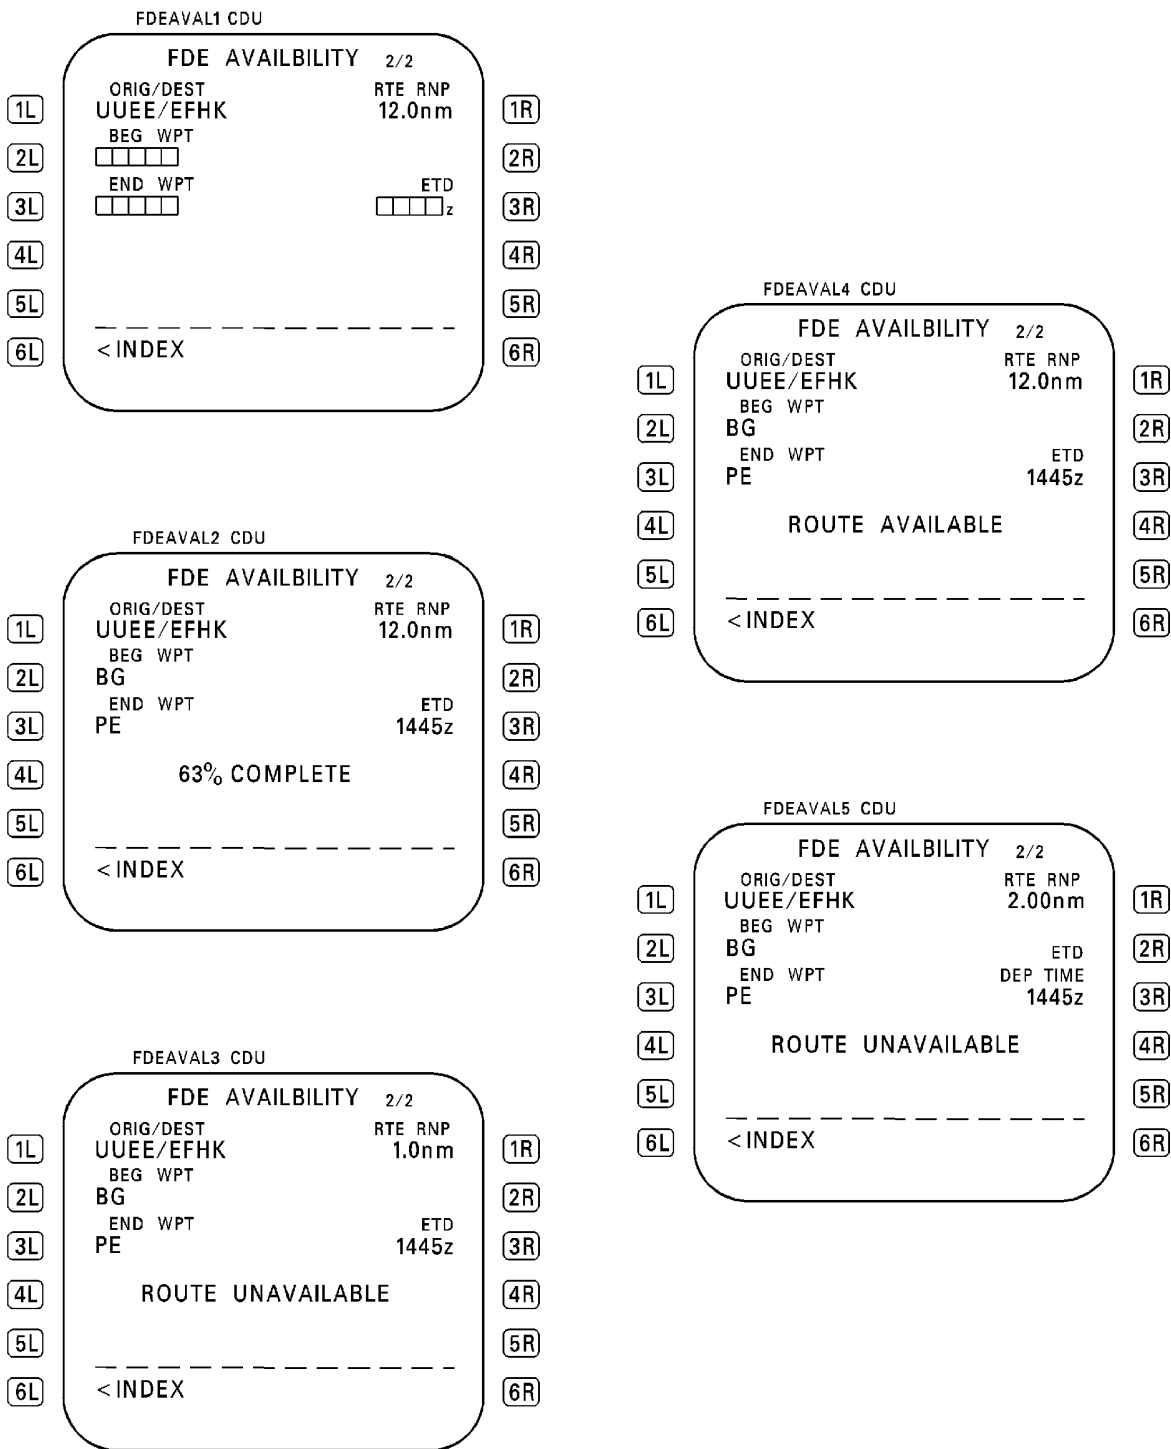 FDEAVAL1 CDU
FDE AVAILBILITY 2/2
ORIG/DEST RTE RNP
1L UUEE/EFHK 12.0nm 1R
BEG WPT
2L 2R
END WPT ETD
3L z 3R
4L 4R
5L 5R
6L <INDEX 6R
FDEAVAL2 CDU
FDE AVAILBILITY 2/2
ORIG/DEST RTE RNP
1L UUEE/EFHK 12.0nm 1R
BEG WPT
2L BG 2R
END WPT ETD
3L PE 1445z 3R
4L 63% COMPLETE 4R
5L 5R
6L <INDEX 6R
FDEAVAL3 CDU
FDE AVAILBILITY 2/2
ORIG/DEST RTE RNP
1L UUEE/EFHK 1.0nm 1R
BEG WPT
2L BG 2R
END WPT ETD
3L PE 1445z 3R
4L ROUTE UNAVAILABLE 4R
5L 5R
6L <INDEX 6R
FDEAVAL4 CDU
FDE AVAILBILITY 2/2
ORIG/DEST RTE RNP
1L UUEE/EFHK 12.0nm 1R
BEG WPT
2L BG 2R
END WPT ETD
3L PE 1445z 3R
4L ROUTE AVAILABLE 4R
5L 5R
6L <INDEX 6R
FDEAVAL5 CDU
FDE AVAILBILITY 2/2
ORIG/DEST RTE RNP
1L UUEE/EFHK 2.00nm 1R
BEG WPT
2L BG ETD 2R
END WPT DEP TIME
3L PE 1445z 3R
4L ROUTE UNAVAILABLE 4R
5L 5R
6L <INDEX 6R